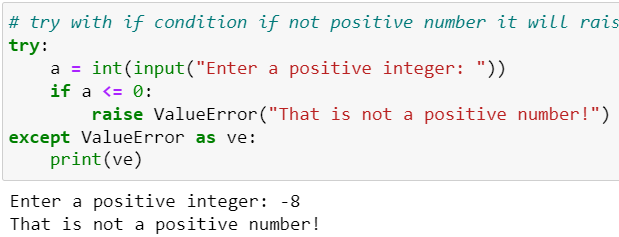 # try with if condition if not positive number it will rais
try:
    a = int(input("Enter a positive integer: "))
    if a <= 0:
        raise ValueError("That is not a positive number!")
except ValueError as ve:
    print(ve)
Enter a positive integer: -8
That is not a positive number!